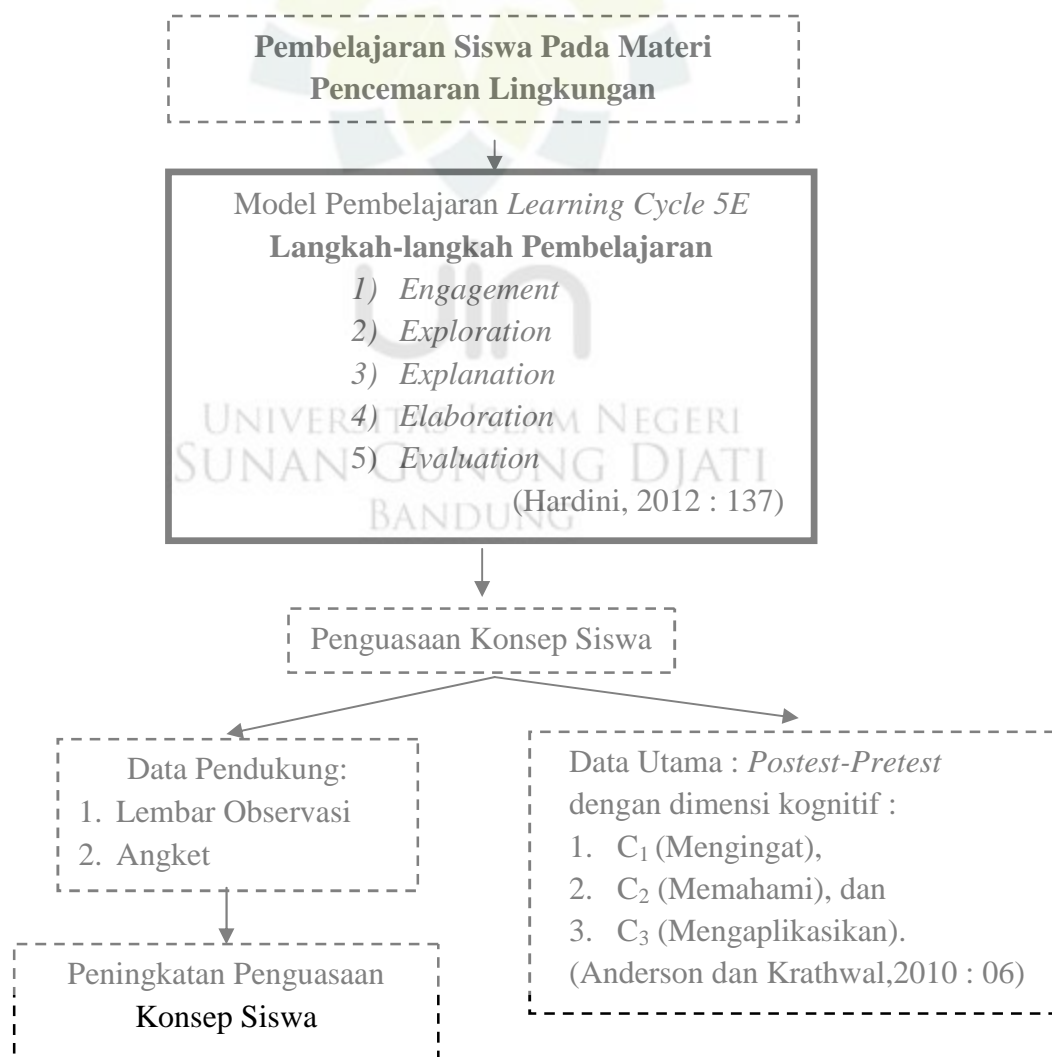 Pembelajaran Siswa Pada Materi
Pencemaran Lingkungan
Model Pembelajaran Learning Cycle 5E
Langkah-langkah Pembelajaran
1) Engagement
2) Exploration
3) Explanation
4) Elaboration
5) Evaluation
(Hardini, 2012 : 137)
uin
UNIVERSITAS ISLAM NEGERI
SUNAN GUNUNG DJATI
BANDUNG
Penguasaan Konsep Siswa
Data Pendukung:
1. Lembar Observasi
2. Angket
Data Utama : Postest-Pretest
dengan dimensi kognitif :
1. C₁ (Mengingat),
2. C₂ (Memahami), dan
3. C₃ (Mengaplikasikan).
(Anderson dan Krathwal,2010 : 06)
Peningkatan Penguasaan
Konsep Siswa